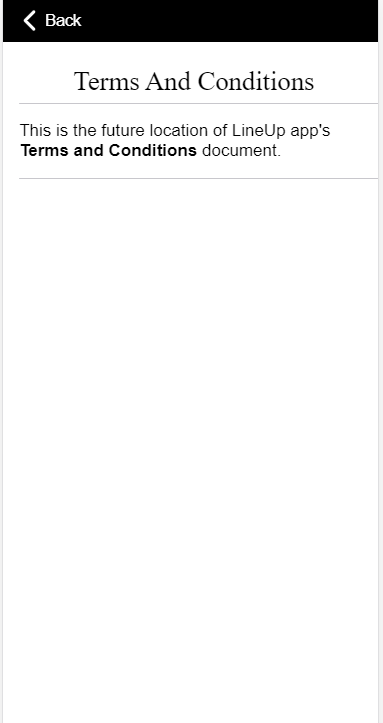 Back
Terms And Conditions
This is the future location of LineUp app's
Terms and Conditions document.